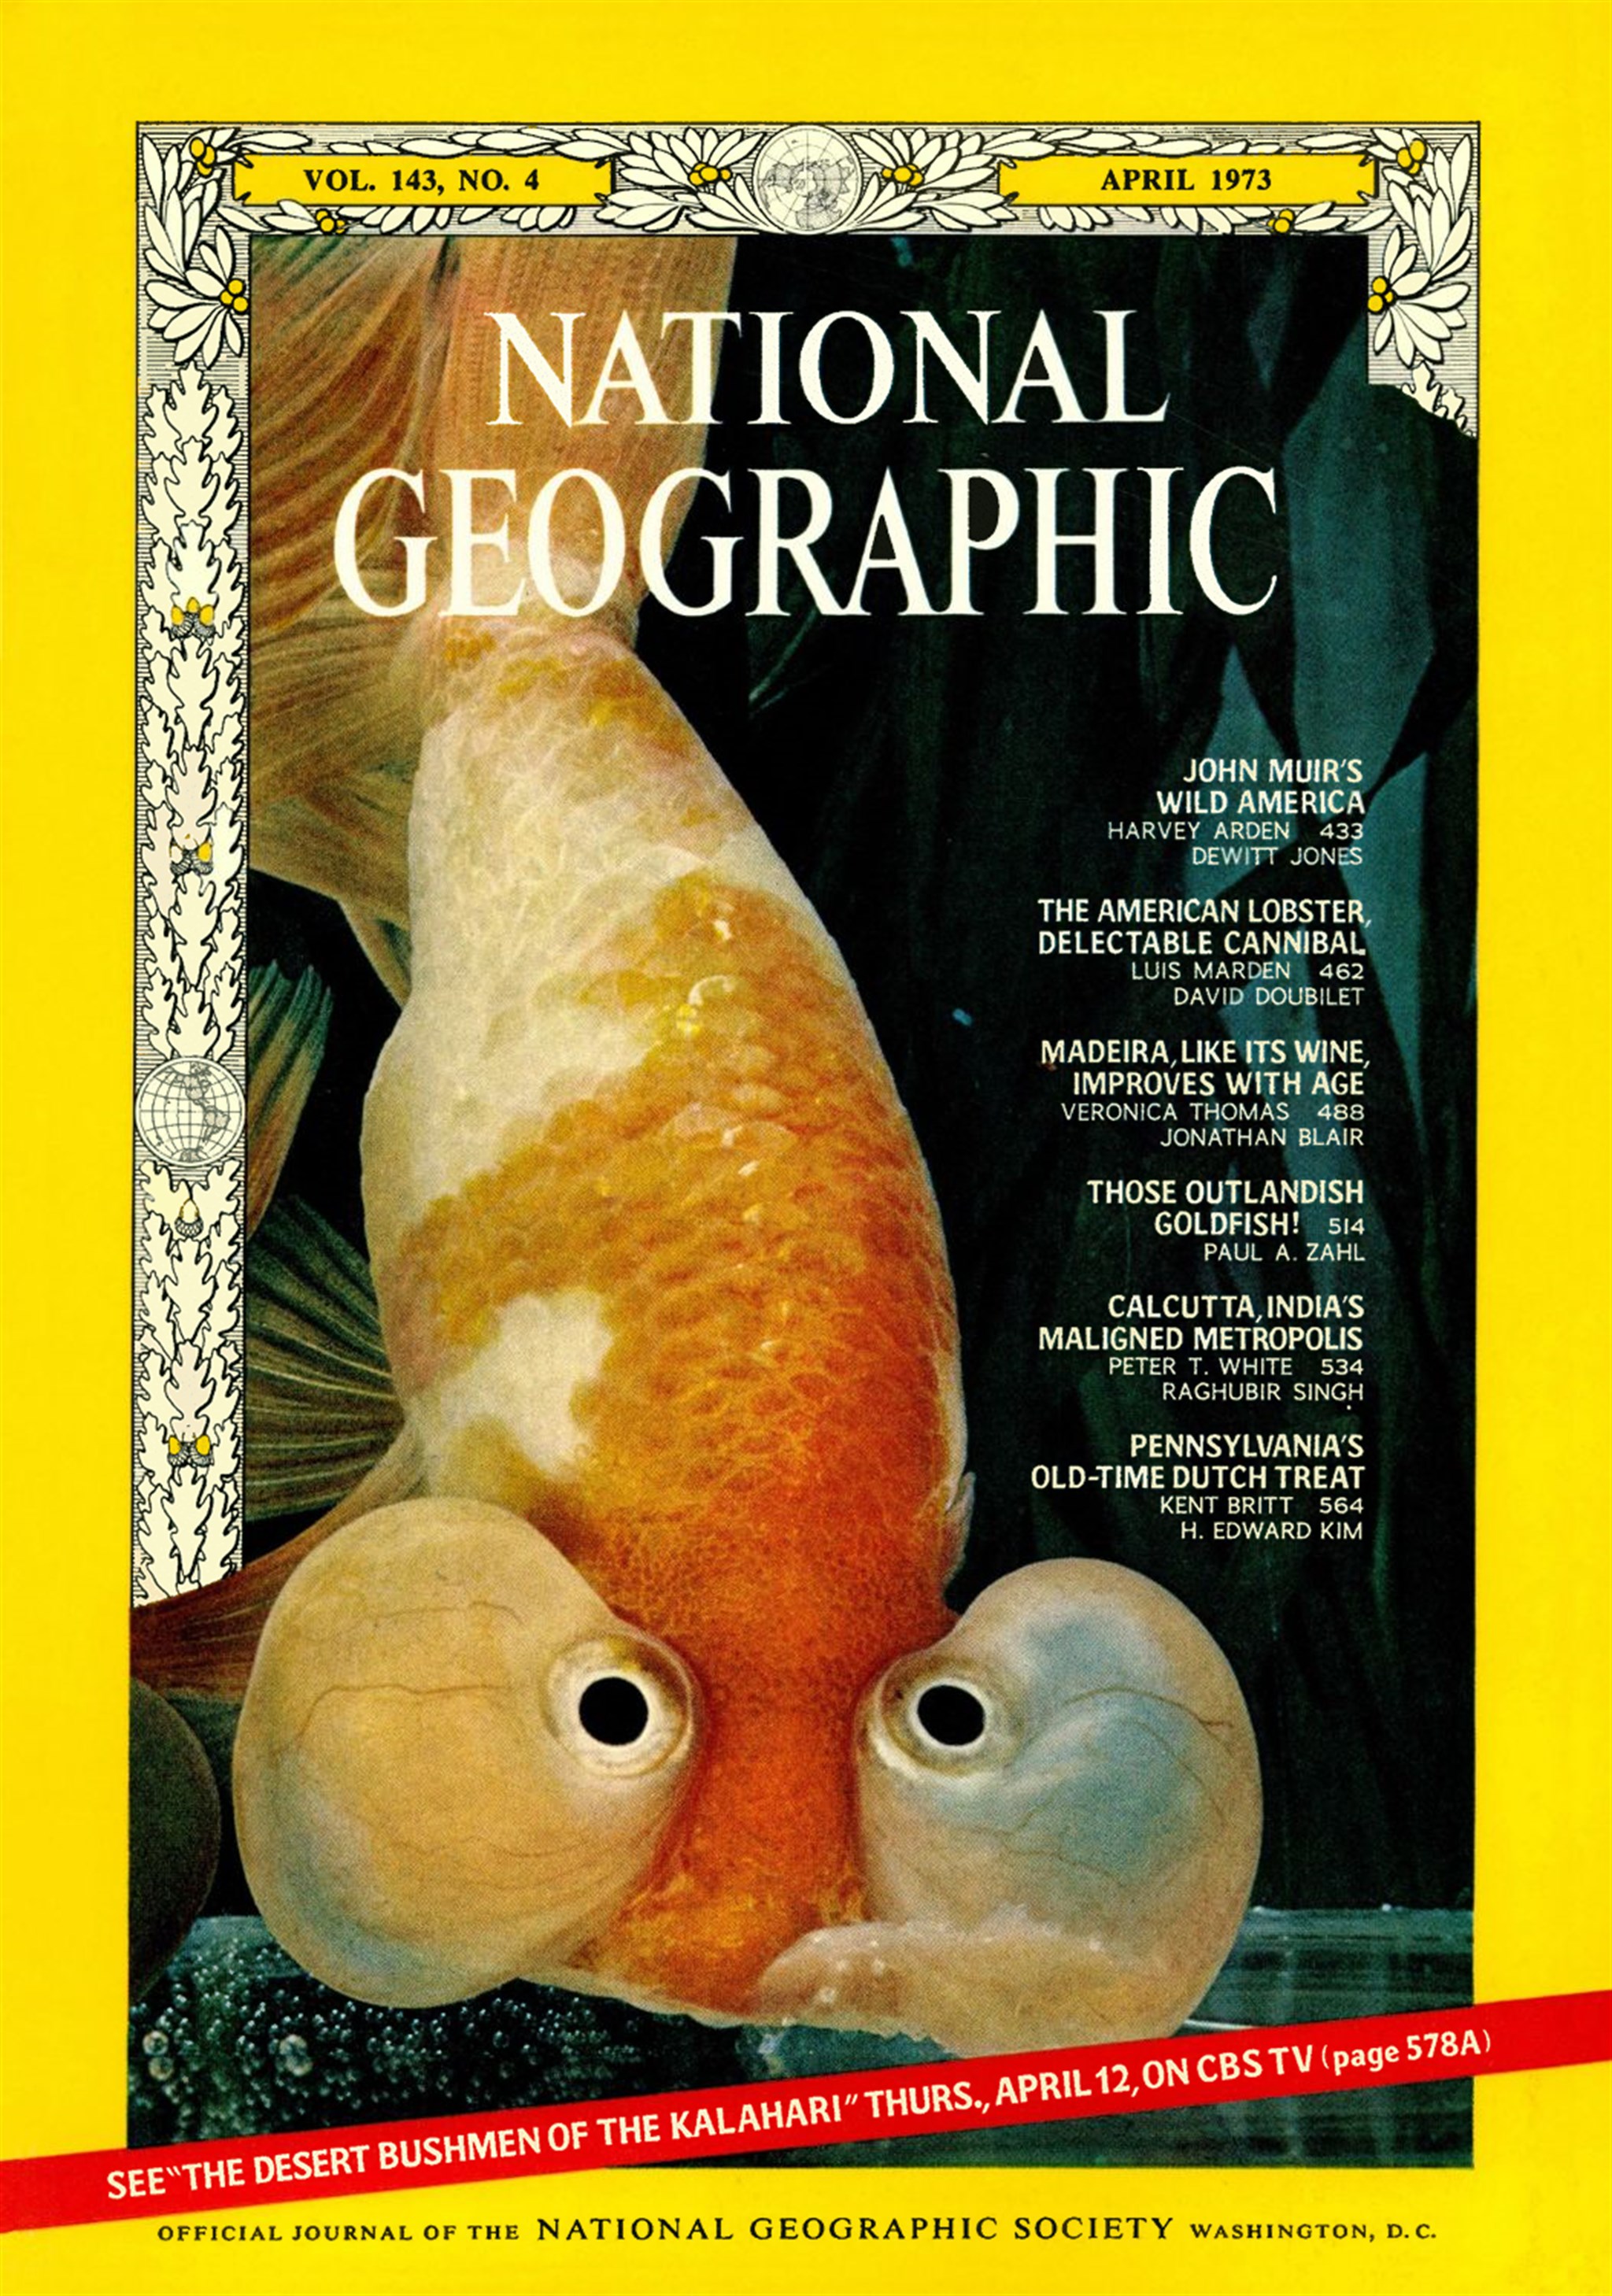 VOL. 143, NO. 4
APRIL 1973
NATIONAL
GEOGRAPHIC
JOHN MUIR'S
WILD AMERICA
HARVEY ARDEN 433
DEWITT JONES
THE AMERICAN LOBSTER,
DELECTABLE CANNIBAL
LUIS MARDEN 462
DAVID DOUBILET
MADEIRA, LIKE ITS WINE,
IMPROVES WITH AGE
VERONICA THOMAS 488
JONATHAN BLAIR
THOSE OUTLANDISH
GOLDFISH! 514
PAUL A. ZAHL
CALCUTTA, INDIA'S
MALIGNED METROPOLIS
PETER T. WHITE 534
RAGHUBIR SINGH
PENNSYLVANIA'S
OLD-TIME DUTCH TREAT
KENT BRITT 564
H. EDWARD KIM
SEE "THE DESERT BUSHMEN OF THE KALAHARI" THURS., APRIL 12, ON CBS TV (page 578A)
OFFICIAL JOURNAL OF THE NATIONAL GEOGRAPHIC SOCIETY WASHINGTON, D.C.